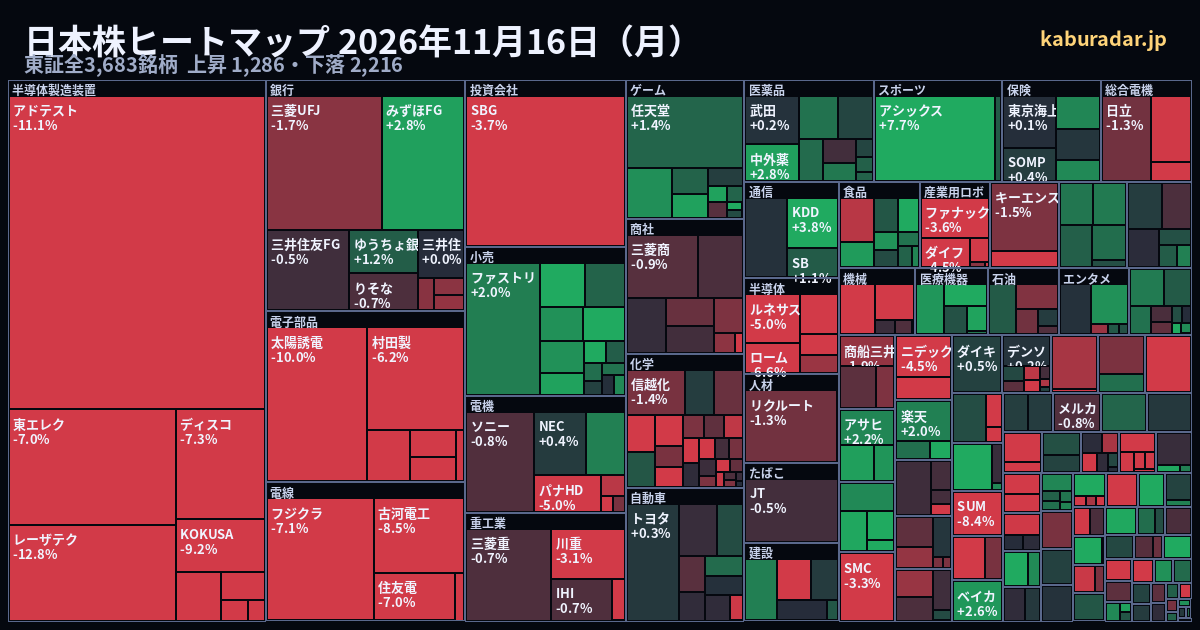 日本株ヒートマップ 2026年11月16日（月）
kaburadar.jp
東証全3,683銘柄 上昇 1,286・下落 2,216
半導体製造装置
アドテスト
-11.1%
東エレク
-7.0%
ディスコ
-7.3%
レーザテク
-12.8%
KOKUSA
-9.2%
銀行
三菱UFJ
-1.7%
みずほFG
+2.8%
三井住友FG
-0.5%
ゆうちょ銀
+1.2%
三井住
+0.0%
りそな
-0.7%
電子部品
太陽誘電
-10.0%
村田製
-6.2%
電線
フジクラ
-7.1%
古河電工
-8.5%
住友電
-7.0%
投資会社
SBG
-3.7%
小売
ファストリ
+2.0%
電機
ソニー
-0.8%
NEC
+0.4%
パナHD
-5.0%
重工業
三菱重
-0.7%
川重
-3.1%
IHI
-0.7%
ゲーム
任天堂
+1.4%
商社
三菱商
-0.9%
化学
信越化
-1.4%
自動車
トヨタ
+0.3%
医薬品
武田
+0.2%
中外薬
+2.8%
通信
KDD
+3.8%
SB
+1.1%
半導体
ルネサス
-5.0%
ローム
-6.6%
人材
リクルート
-1.3%
たばこ
JT
-0.5%
建設
スポーツ
アシックス
+7.7%
食品
産業用ロボ
ファナック
-3.6%
ダイフ
-4.5%
機械
医療機器
商船三井
-1.9%
ニデック
-4.5%
アサヒ
+2.2%
楽天
+2.0%
SMC
-3.3%
保険
東京海上
+0.1%
SOMP
+0.4%
総合電機
日立
-1.3%
キーエンス
-1.5%
石油
エンタメ
ダイキ
+0.5%
デンソ
+0.2%
メルカ
-0.8%
SUM
-8.4%
ベイカ
+2.6%